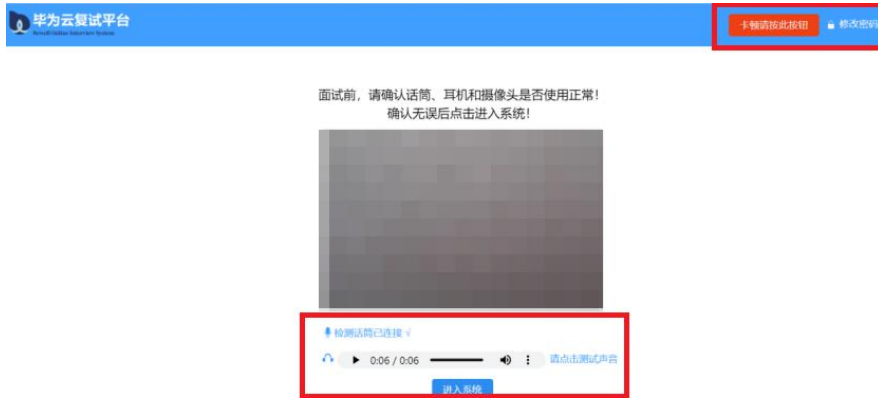 毕为云复试平台
卡顿请按此按钮 修改密码
面试前，请确认话筒、耳机和摄像头是否使用正常！
确认无误后点击进入系统！
检测话筒已连接 √
0:06 / 0:06 请点击测试声音
进入系统